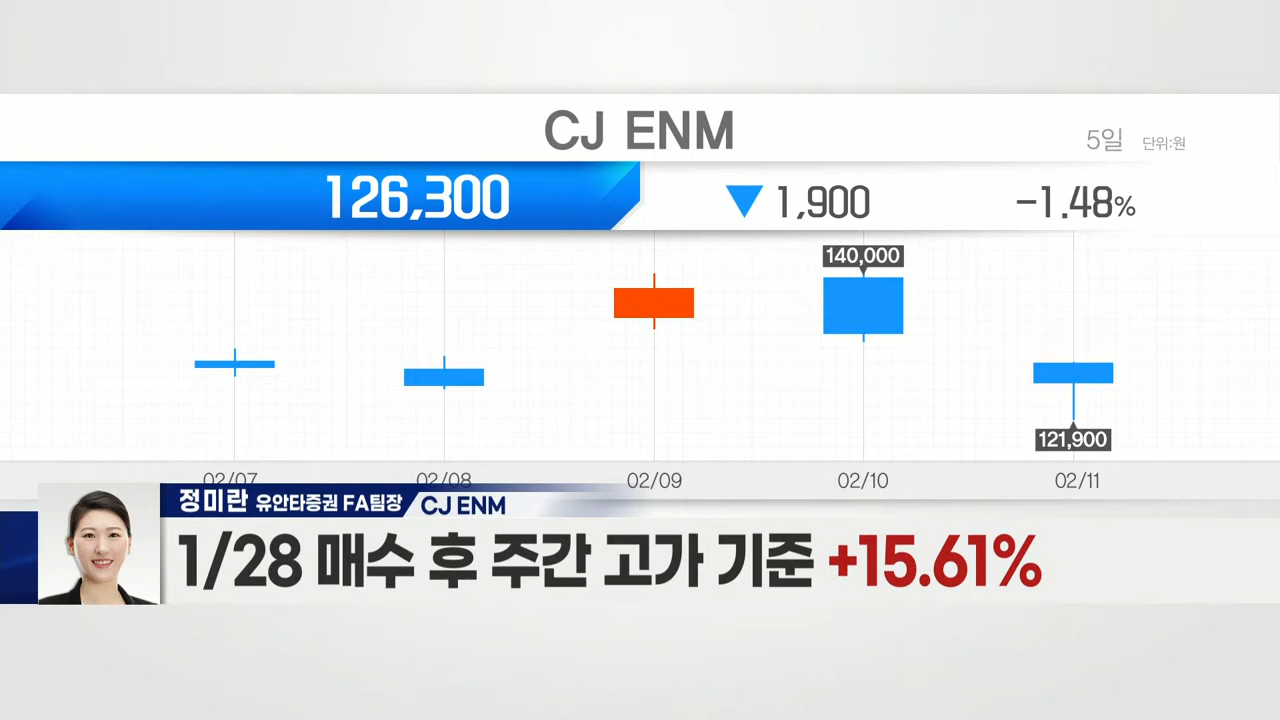 CJ ENM
5일 단위:원
126,300 ▼ 1,900 -1.48%
140,000
121,900
02/07 02/08 02/09 02/10 02/11
정미란 유안타증권 FA팀장 CJ ENM
1/28 매수 후 주간 고가 기준 +15.61%